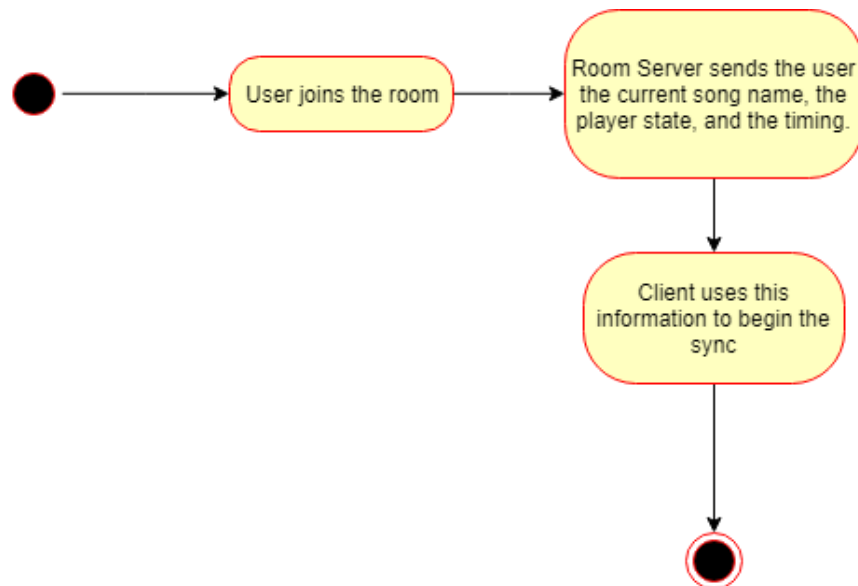 User joins the room
Room Server sends the user
the current song name, the
player state, and the timing.
Client uses this
information to begin the
sync